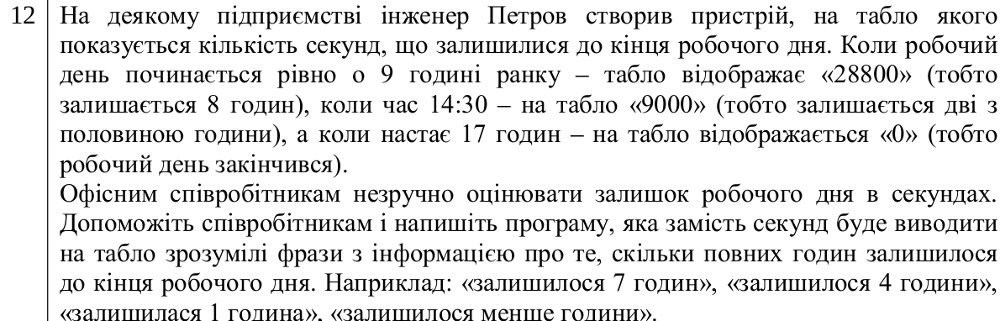 12 На деякому підприємстві інженер Петров створив пристрій, на табло якого
показується кількість секунд, що залишилися до кінця робочого дня. Коли робочий
день починається рівно о 9 годині ранку – табло відображає «28800» (тобто
залишається 8 годин), коли час 14:30 – на табло «9000» (тобто залишається дві з
половиною години), а коли настає 17 годин – на табло відображається «0» (тобто
робочий день закінчився).
Офісним співробітникам незручно оцінювати залишок робочого дня в секундах.
Допоможіть співробітникам і напишіть програму, яка замість секунд буде виводити
на табло зрозумілі фрази з інформацією про те, скільки повних годин залишилося
до кінця робочого дня. Наприклад: «залишилося 7 годин», «залишилося 4 години»,
«залишилася 1 година», «залишилося менше години».